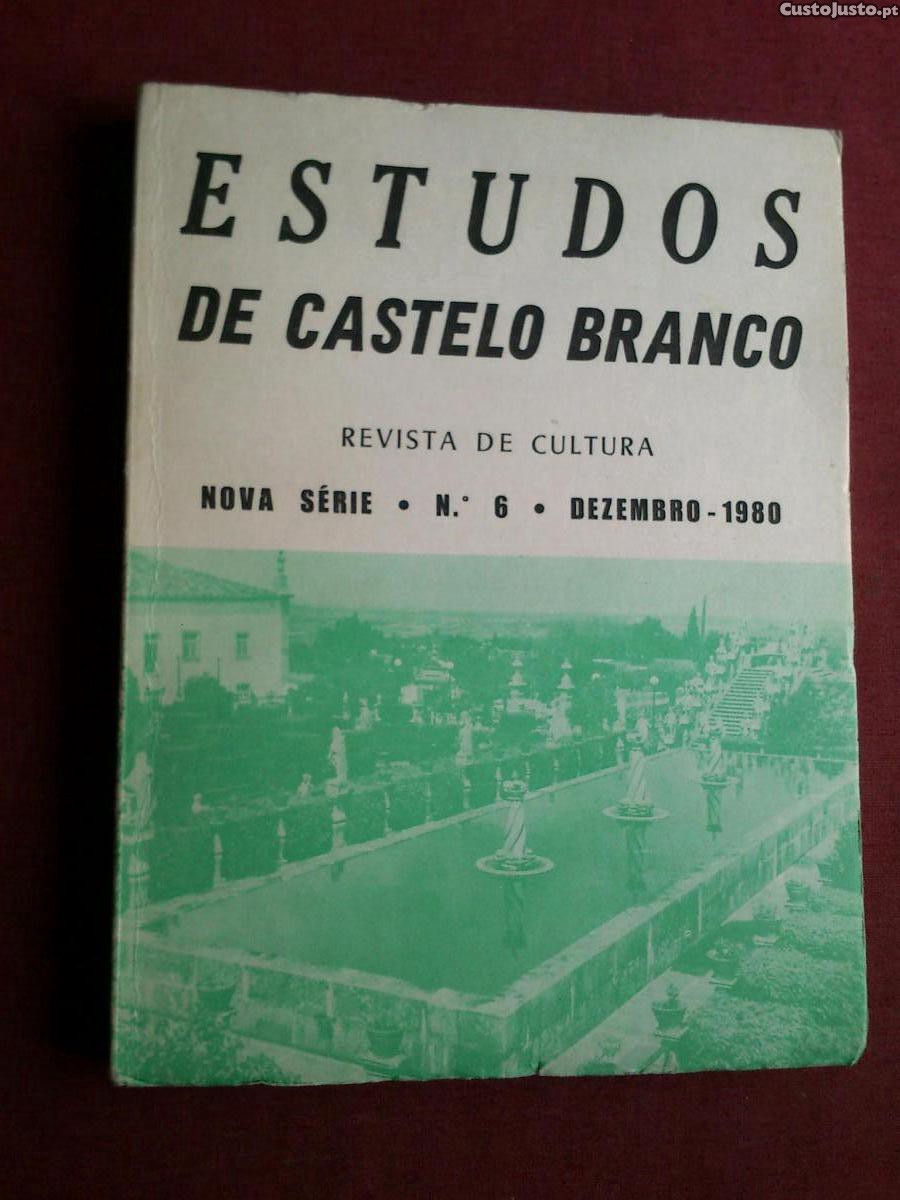 CustoJusto.pt
ESTUDOS
DE CASTELO BRANCO
REVISTA DE CULTURA
NOVA SÉRIE • N.º 6 • DEZEMBRO - 1980